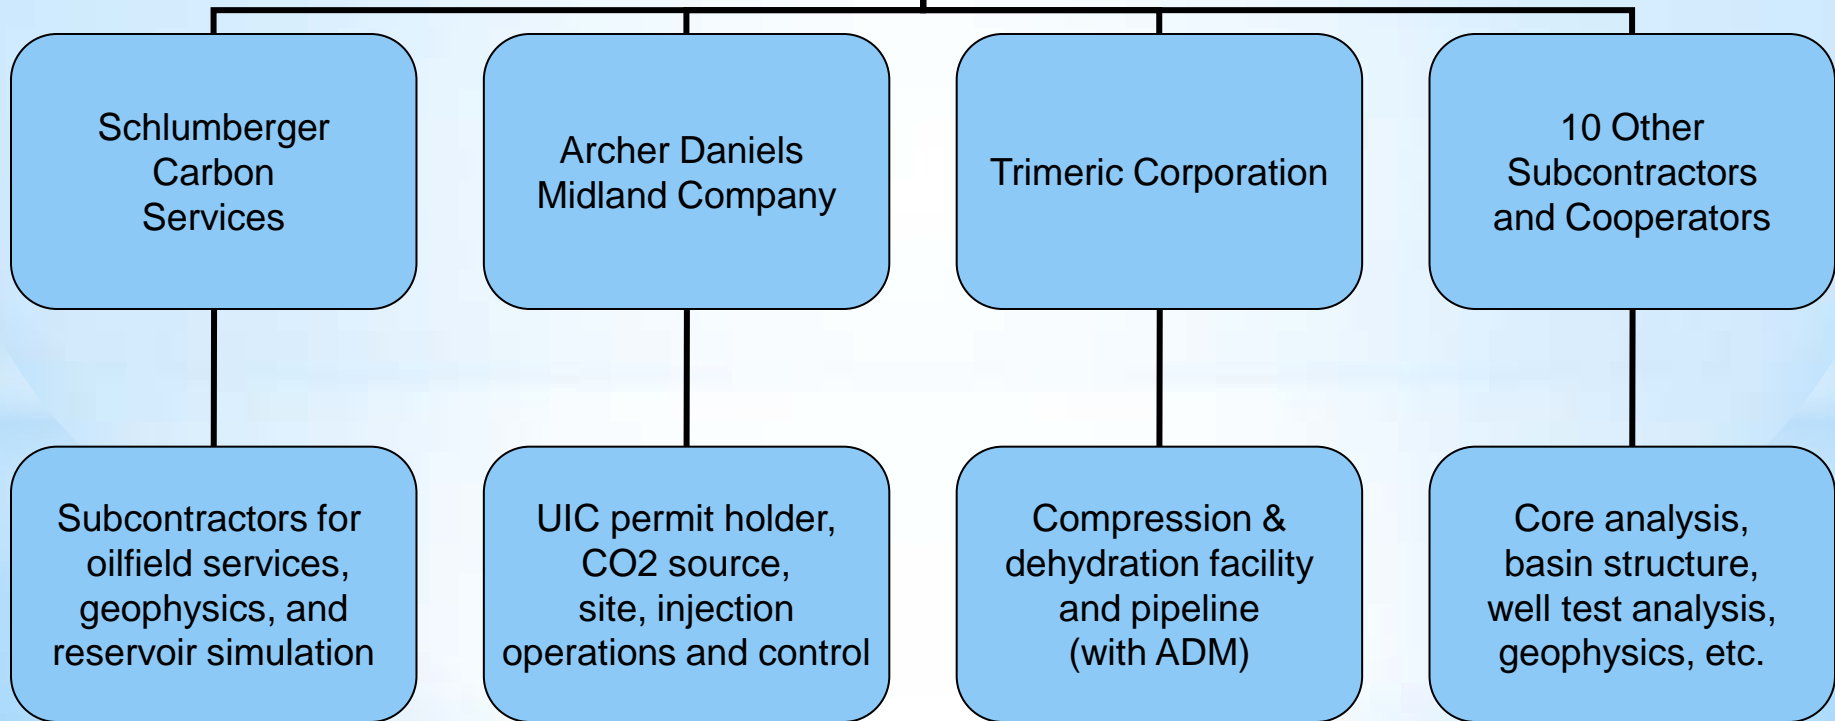 Schlumberger
Carbon
Services
Archer Daniels
Midland Company
Trimeric Corporation
10 Other
Subcontractors
and Cooperators
Subcontractors for
oilfield services,
geophysics, and
reservoir simulation
UIC permit holder,
CO2 source,
site, injection
operations and control
Compression &
dehydration facility
and pipeline
(with ADM)
Core analysis,
basin structure,
well test analysis,
geophysics, etc.